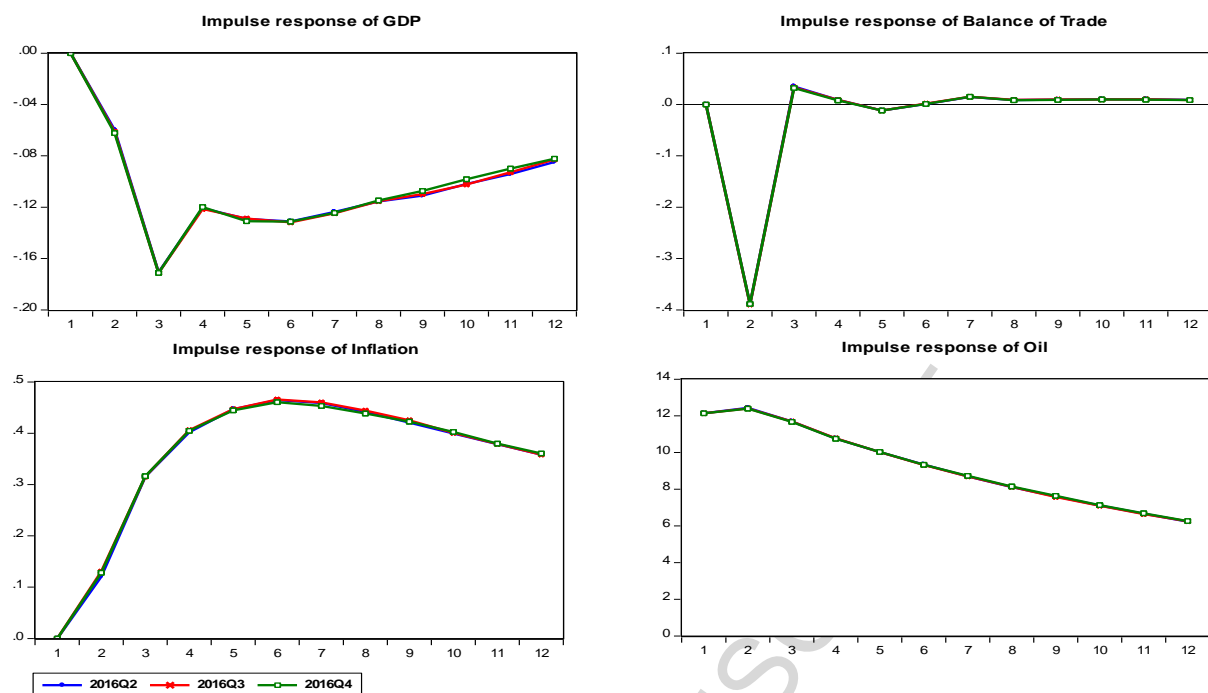 Impulse response of GDP
.00
-.04
-.08
-.12
-.16
-.20
1 2 3 4 5 6 7 8 9 10 11 12
Impulse response of Balance of Trade
.1
.0
-.1
-.2
-.3
-.4
1 2 3 4 5 6 7 8 9 10 11 12
Impulse response of Inflation
.5
.4
.3
.2
.1
.0
1 2 3 4 5 6 7 8 9 10 11 12
Impulse response of Oil
14
12
10
8
6
4
2
0
1 2 3 4 5 6 7 8 9 10 11 12
2016Q2 2016Q3 2016Q4